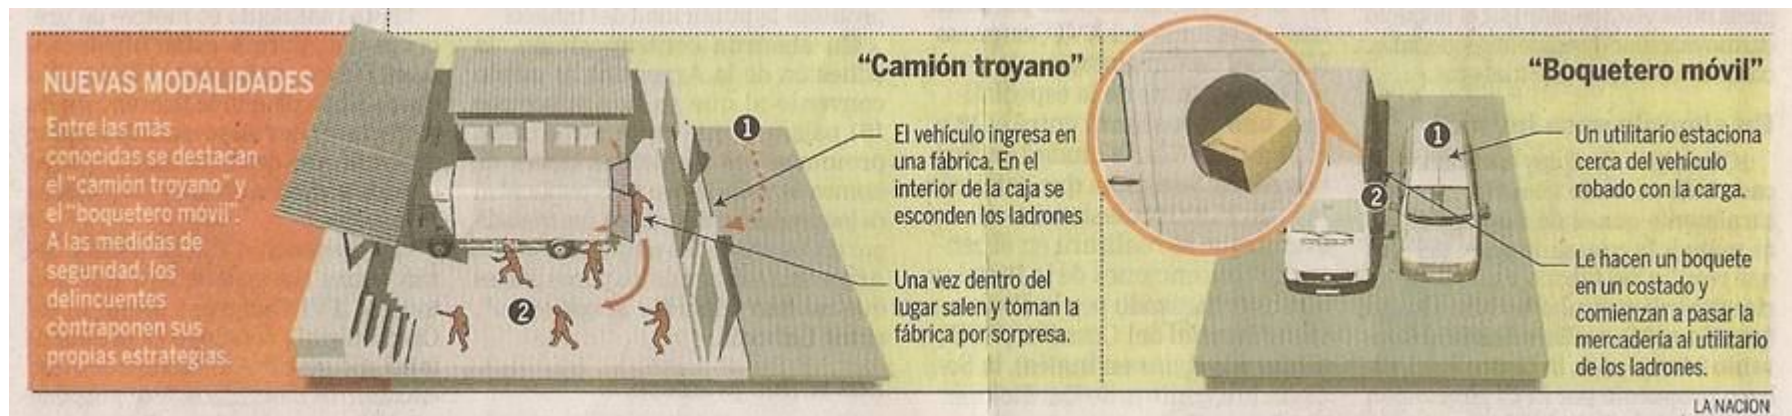 NUEVAS MODALIDADES
Entre las más
conocidas se destacan
el “camión troyano” y
el “boquetero móvil”.
A las medidas de
seguridad, los
delincuentes
contraponen sus
propias estrategias.
“Camión troyano”
1
El vehículo ingresa en
una fábrica. En el
interior de la caja se
esconden los ladrones
2
Una vez dentro del
lugar salen y toman la
fábrica por sorpresa.
“Boquetero móvil”
1
Un utilitario estaciona
cerca del vehículo
robado con la carga.
2
Le hacen un boquete
en un costado y
comienzan a pasar la
mercadería al utilitario
de los ladrones.
LA NACION